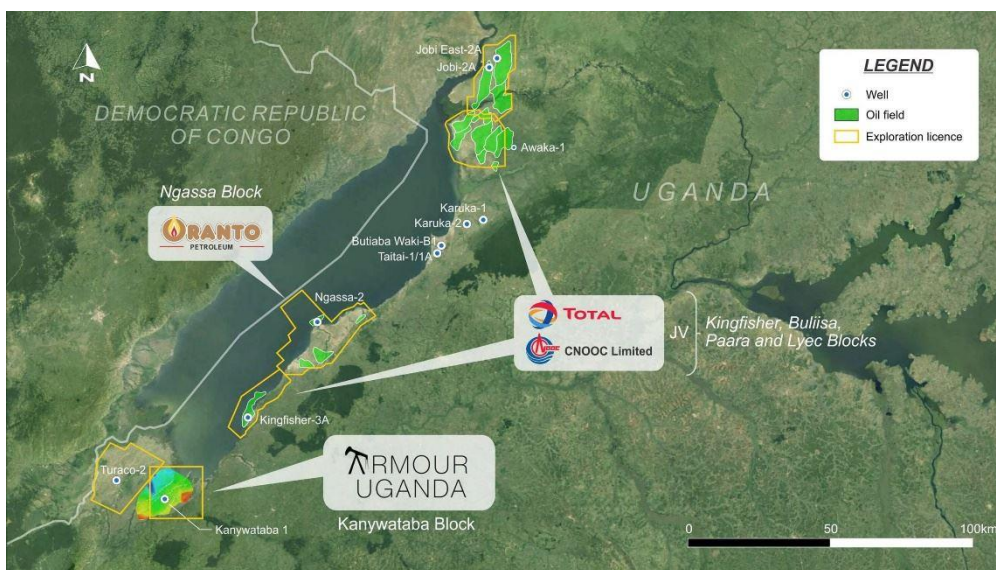 Jobi East-2A
Jobi-2A
LEGEND
Well
Oil field
Exploration licence
N
DEMOCRATIC REPUBLIC
OF CONGO
Awaka-1
UGANDA
Ngassa Block
ORANTO
PETROLEUM
Karuka-1
Karuka-2
Butiaba Waki-B1
Taitai-1/1A
Ngassa-2
TOTAL
CNOOC Limited
JV
Kingfisher, Buliisa,
Paara and Lyec Blocks
Kingfisher-3A
ARMOUR
UGANDA
Kanywataba Block
Turaco-2
Kanywataba 1
0 50 100km